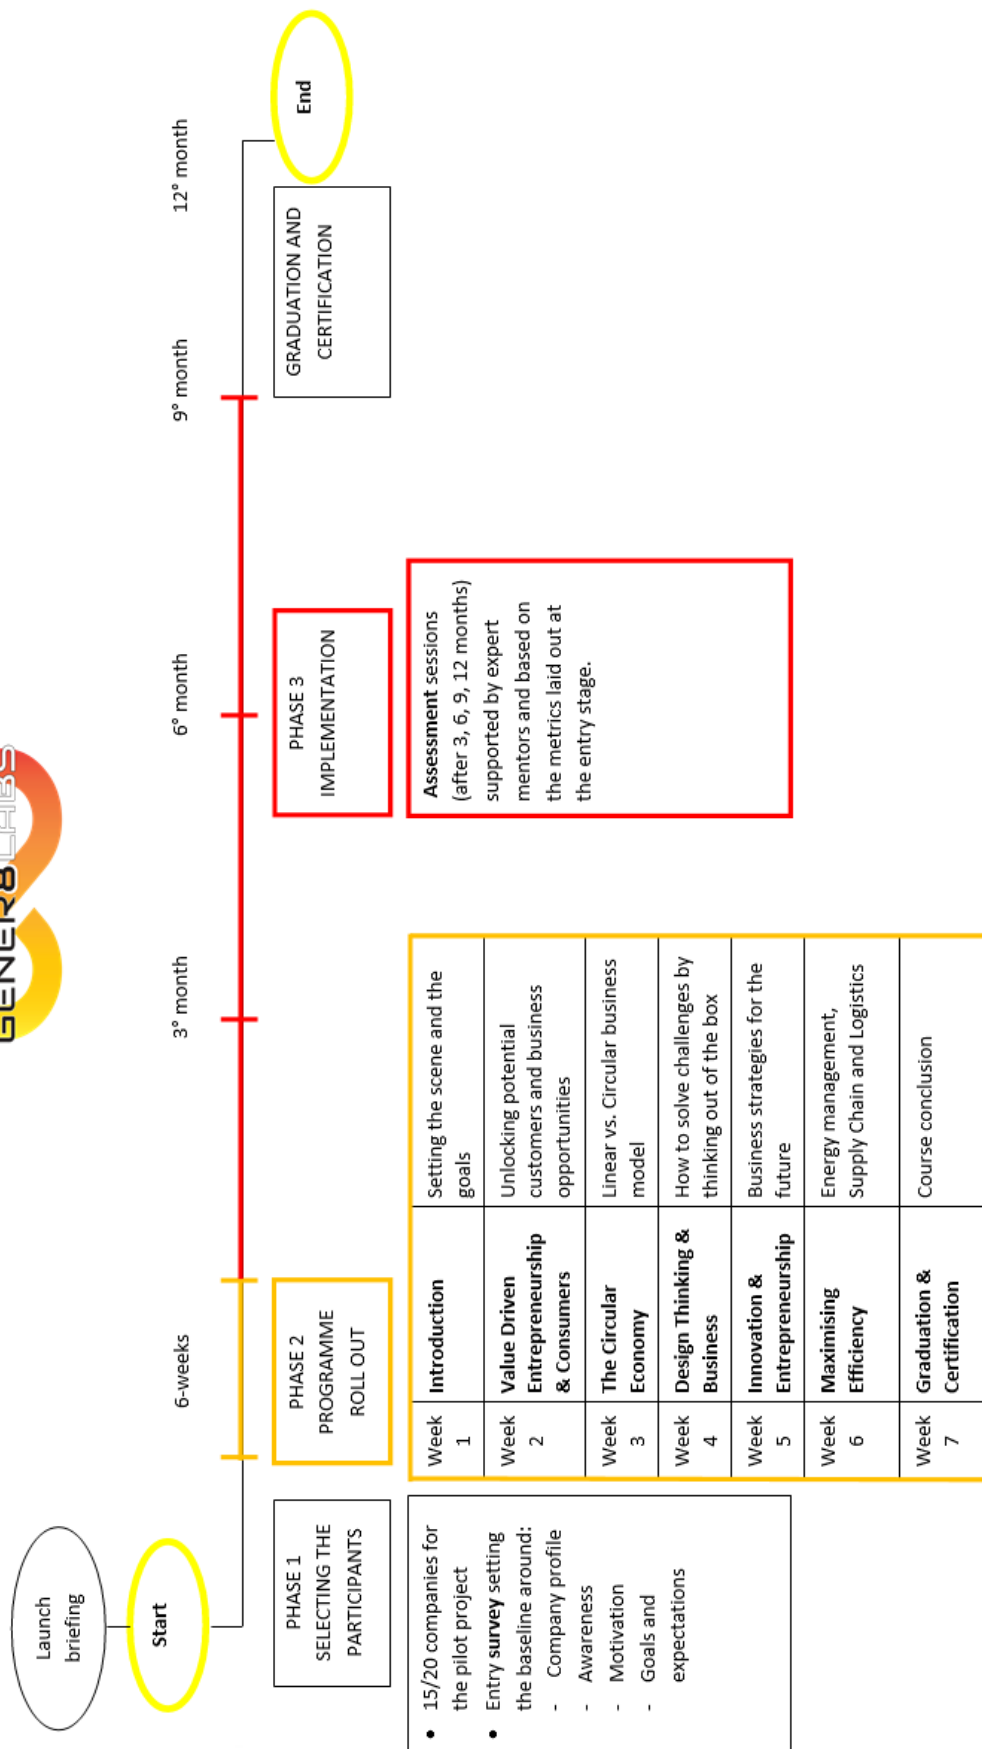 GENER8LABS
Launch
briefing
Start
6-weeks
3° month
6° month
9° month
12° month
End
PHASE 1
SELECTING THE
PARTICIPANTS
PHASE 2
PROGRAMME
ROLL OUT
PHASE 3
IMPLEMENTATION
GRADUATION AND
CERTIFICATION
• 15/20 companies for
the pilot project
• Entry survey setting
the baseline around:
- Company profile
- Awareness
- Motivation
- Goals and
expectations
Week
1
Introduction
Setting the scene and the
goals
Week
2
Value Driven
Entrepreneurship
& Consumers
Unlocking potential
customers and business
opportunities
Week
3
The Circular
Economy
Linear vs. Circular business
model
Week
4
Design Thinking &
Business
How to solve challenges by
thinking out of the box
Week
5
Innovation &
Entrepreneurship
Business strategies for the
future
Week
6
Maximising
Efficiency
Energy management,
Supply Chain and Logistics
Week
7
Graduation &
Certification
Course conclusion
Assessment sessions
(after 3, 6, 9, 12 months)
supported by expert
mentors and based on
the metrics laid out at
the entry stage.